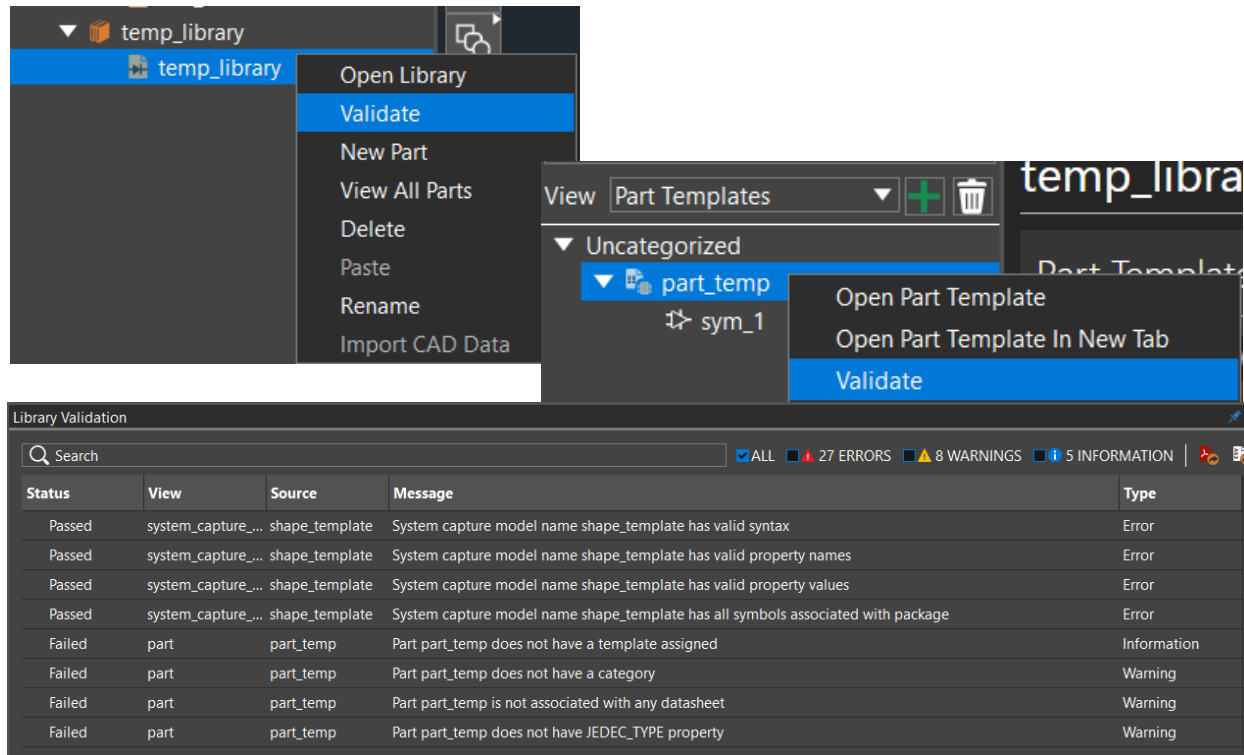 temp_library
temp_library
Open Library
Validate
New Part
View All Parts
Delete
Paste
Rename
Import CAD Data
View Part Templates
temp_libra
Uncategorized
part_temp
sym_1
Part Template
Open Part Template
Open Part Template In New Tab
Validate
Library Validation
Search ALL 27 ERRORS 8 WARNINGS 5 INFORMATION
Status View Source Message Type
Passed system_capture_... shape_template System capture model name shape_template has valid syntax Error
Passed system_capture_... shape_template System capture model name shape_template has valid property names Error
Passed system_capture_... shape_template System capture model name shape_template has valid property values Error
Passed system_capture_... shape_template System capture model name shape_template has all symbols associated with package Error
Failed part part_temp Part part_temp does not have a template assigned Information
Failed part part_temp Part part_temp does not have a category Warning
Failed part part_temp Part part_temp is not associated with any datasheet Warning
Failed part part_temp Part part_temp does not have JEDEC_TYPE property Warning